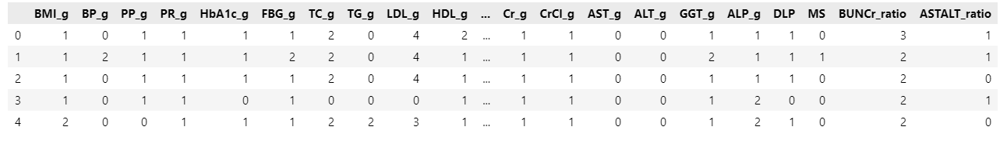 BMI_g BP_g PP_g PR_g HbA1c_g FBG_g TC_g TG_g LDL_g HDL_g ... Cr_g CrCl_g AST_g ALT_g GGT_g ALP_g DLP MS BUNCr_ratio ASTALT_ratio
0 1 0 1 1 1 1 2 0 4 2 ... 1 1 0 0 1 1 1 0 3 1
1 1 2 1 1 1 2 2 0 4 1 ... 1 1 0 0 2 1 1 1 2 1
2 1 0 1 1 1 1 2 0 4 1 ... 1 1 0 0 1 1 1 0 2 0
3 1 0 1 1 0 1 0 0 0 1 ... 1 1 0 0 1 2 0 0 2 1
4 2 0 0 1 1 1 2 2 3 1 ... 1 1 0 0 1 2 1 0 2 0